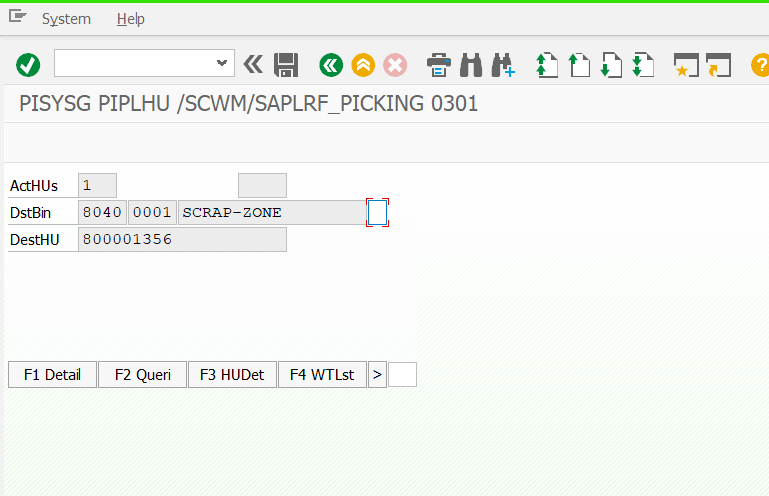 System Help
PISYSG PIPLHU /SCWM/SAPLRF_PICKING 0301
ActHUs 1
DstBin 8040 0001 SCRAP-ZONE
DestHU 800001356
F1 Detail F2 Queri F3 HUDet F4 WTLst >